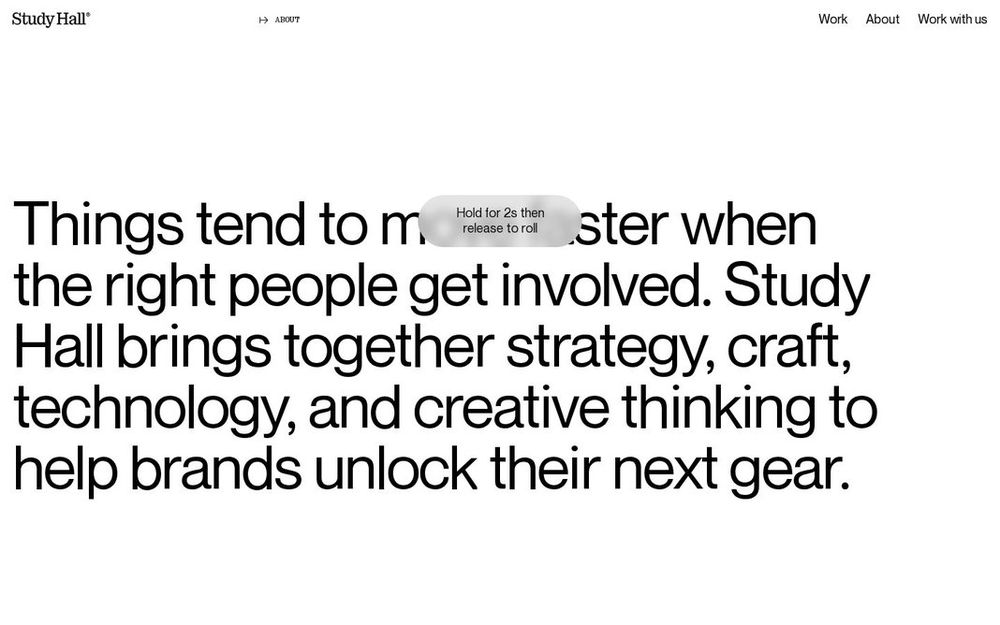 Study Hall®
↦ ABOUT
Work
About
Work with us
Hold for 2s then
release to roll
Things tend to ster when
the right people get involved. Study
Hall brings together strategy, craft,
technology, and creative thinking to
help brands unlock their next gear.